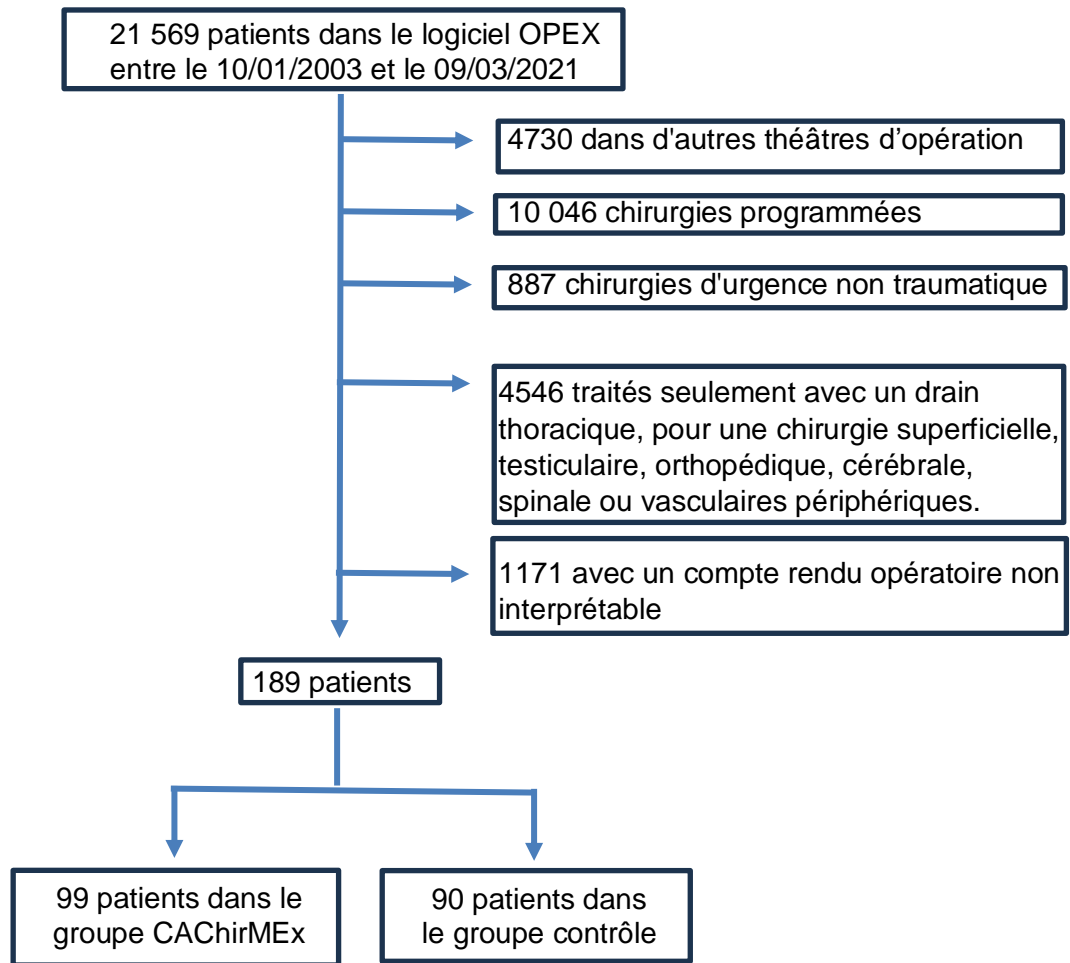 21 569 patients dans le logiciel OPEX
entre le 10/01/2003 et le 09/03/2021
4730 dans d'autres théâtres d’opération
10 046 chirurgies programmées
887 chirurgies d'urgence non traumatique
4546 traités seulement avec un drain
thoracique, pour une chirurgie superficielle,
testiculaire, orthopédique, cérébrale,
spinale ou vasculaires périphériques.
1171 avec un compte rendu opératoire non
interprétable
189 patients
99 patients dans le
groupe CAChirMEx
90 patients dans
le groupe contrôle